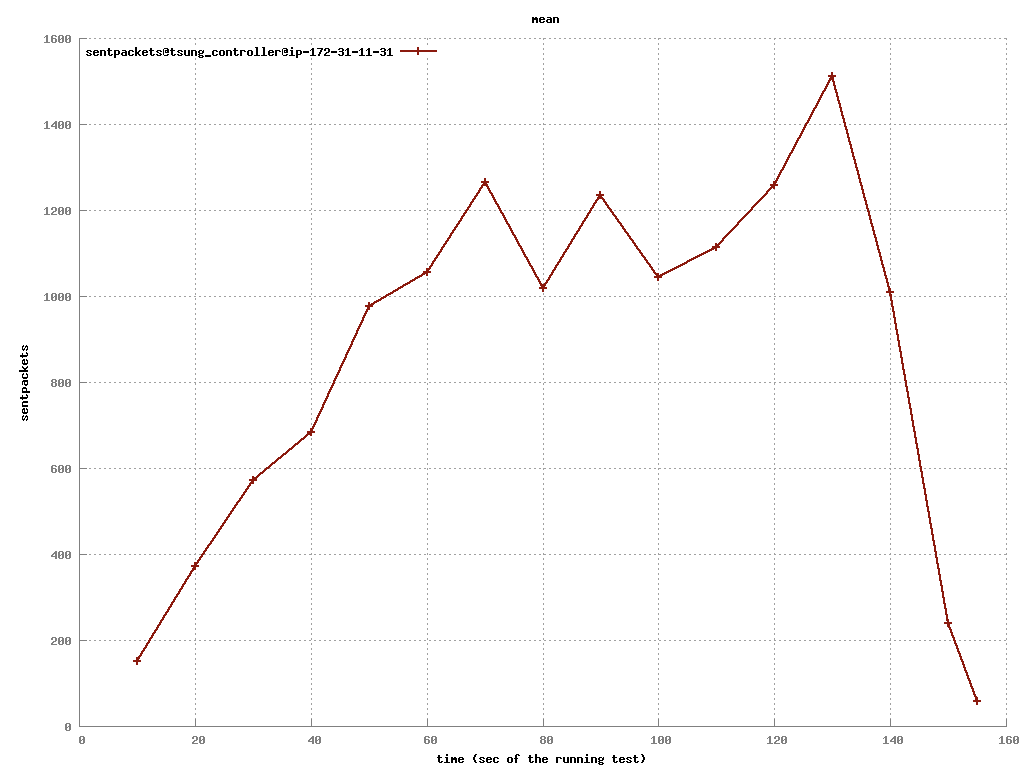 mean
sentpackets@tsung_controller@ip-172-31-11-31
1600
1400
1200
1000
800
600
400
200
0
sentpackets
0 20 40 60 80 100 120 140 160
time (sec of the running test)